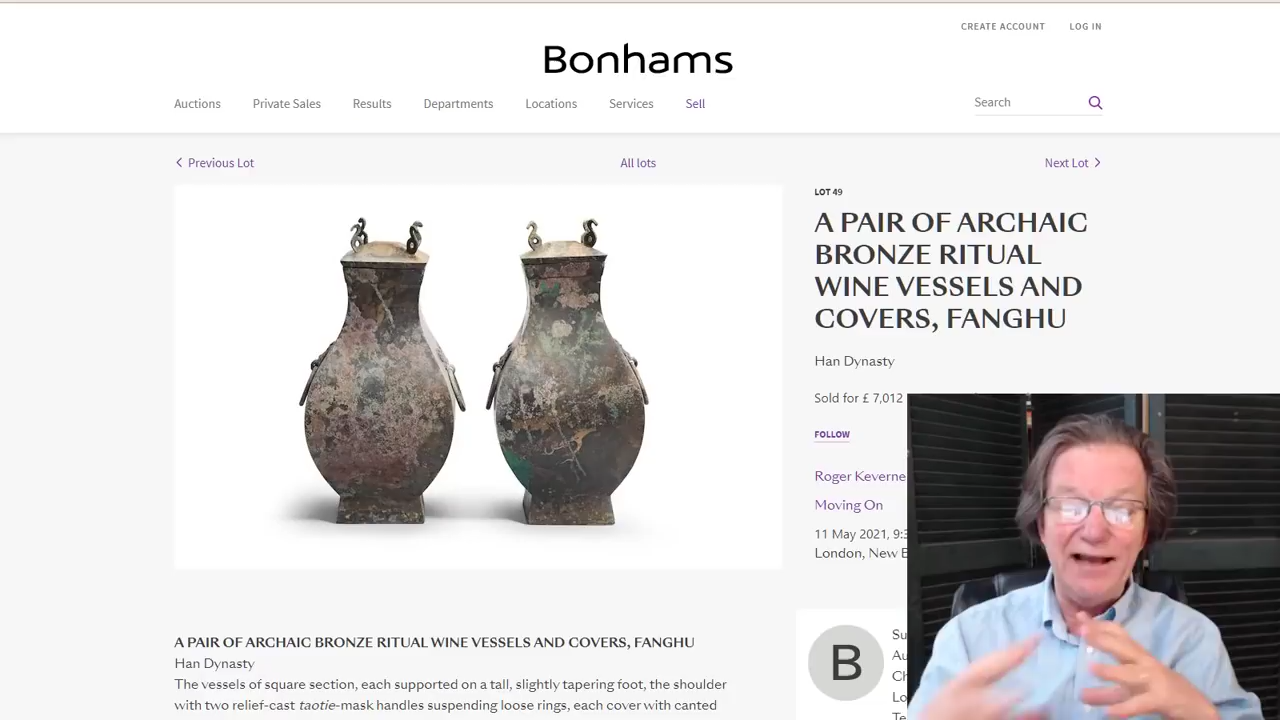 CREATE ACCOUNT LOG IN
Bonhams
Auctions Private Sales Results Departments Locations Services Sell
Search
Previous Lot All lots Next Lot
LOT 49
A PAIR OF ARCHAIC
BRONZE RITUAL
WINE VESSELS AND
COVERS, FANGHU
Han Dynasty
Sold for £ 7,012
FOLLOW
Roger Keverne
Moving On
11 May 2021,
London, New
A PAIR OF ARCHAIC BRONZE RITUAL WINE VESSELS AND COVERS, FANGHU
Han Dynasty
The vessels of square section, each supported on a tall, slightly tapering foot, the shoulder
with two relief-cast taotie-mask handles suspending loose rings, each cover with canted
B